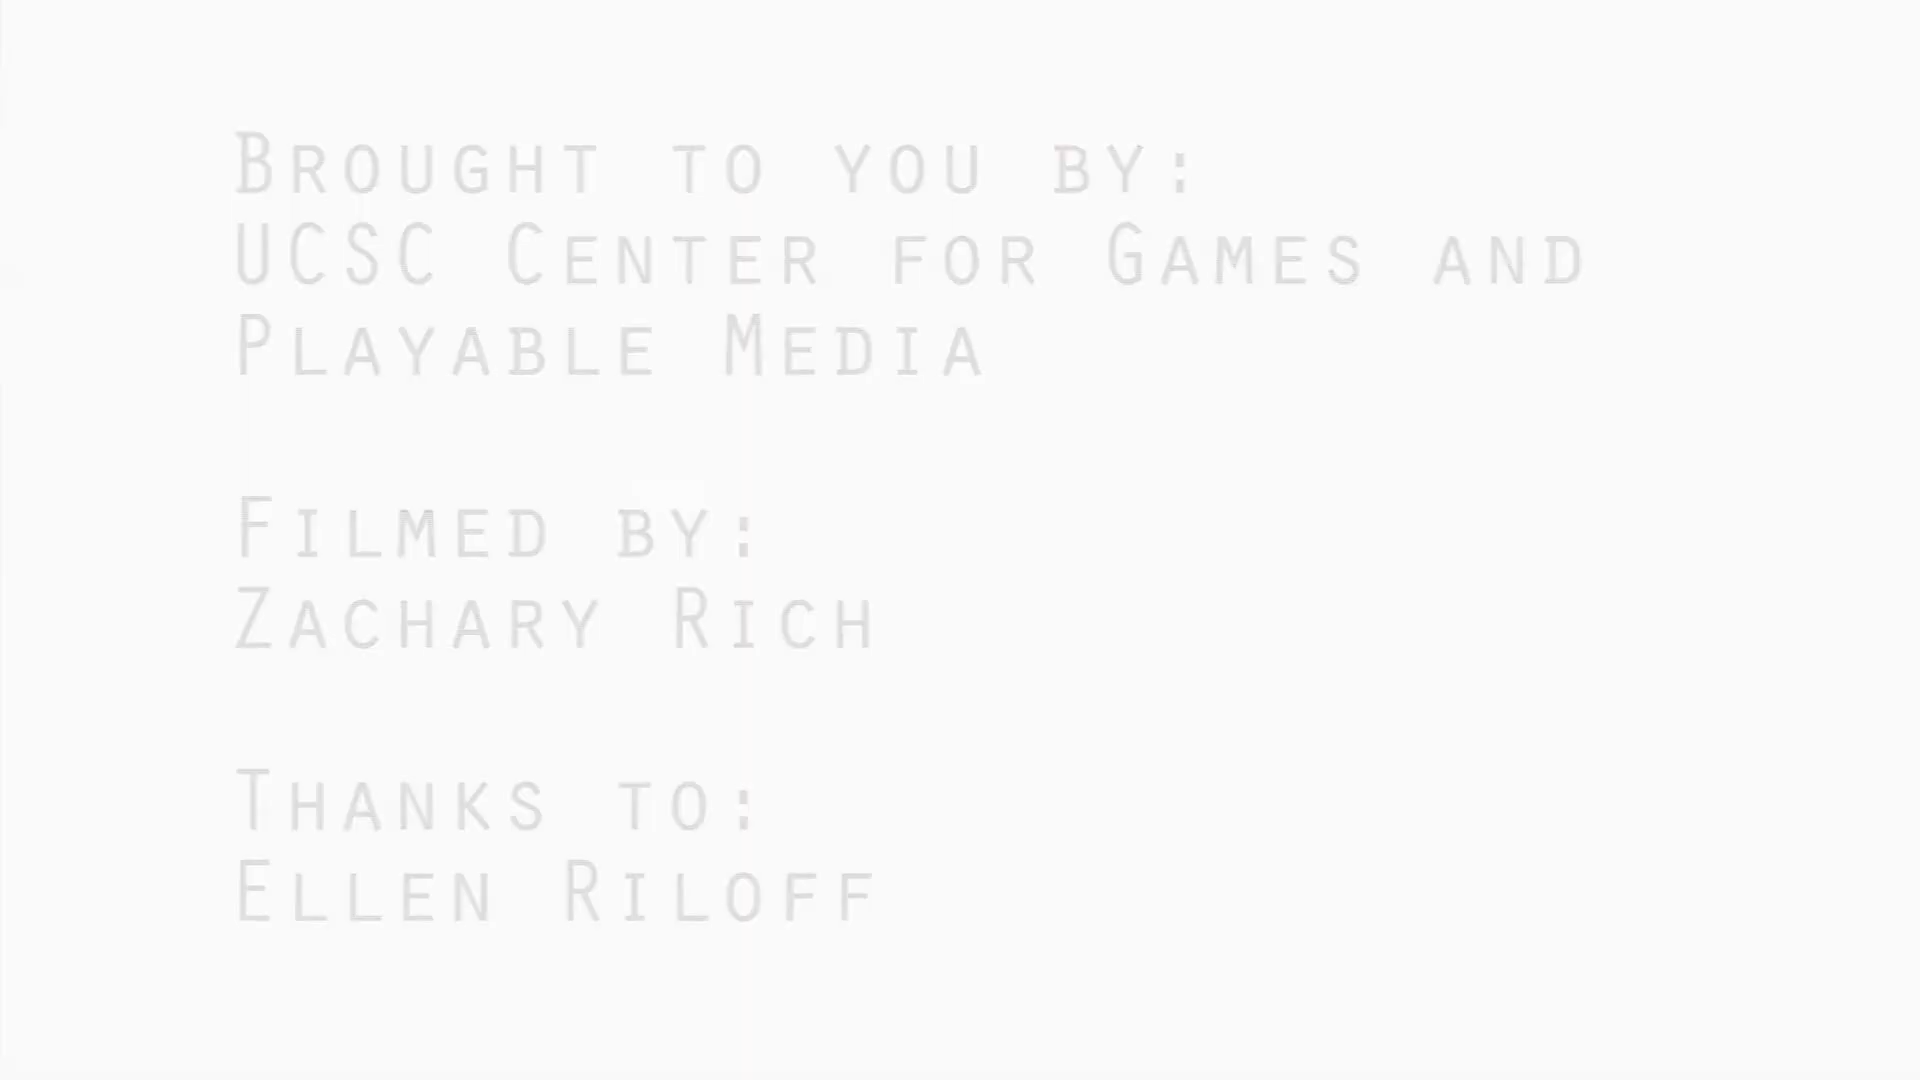 Brought to you by:
UCSC Center for Games and
Playable Media
Filmed by:
Zachary Rich
Thanks to:
Ellen Riloff